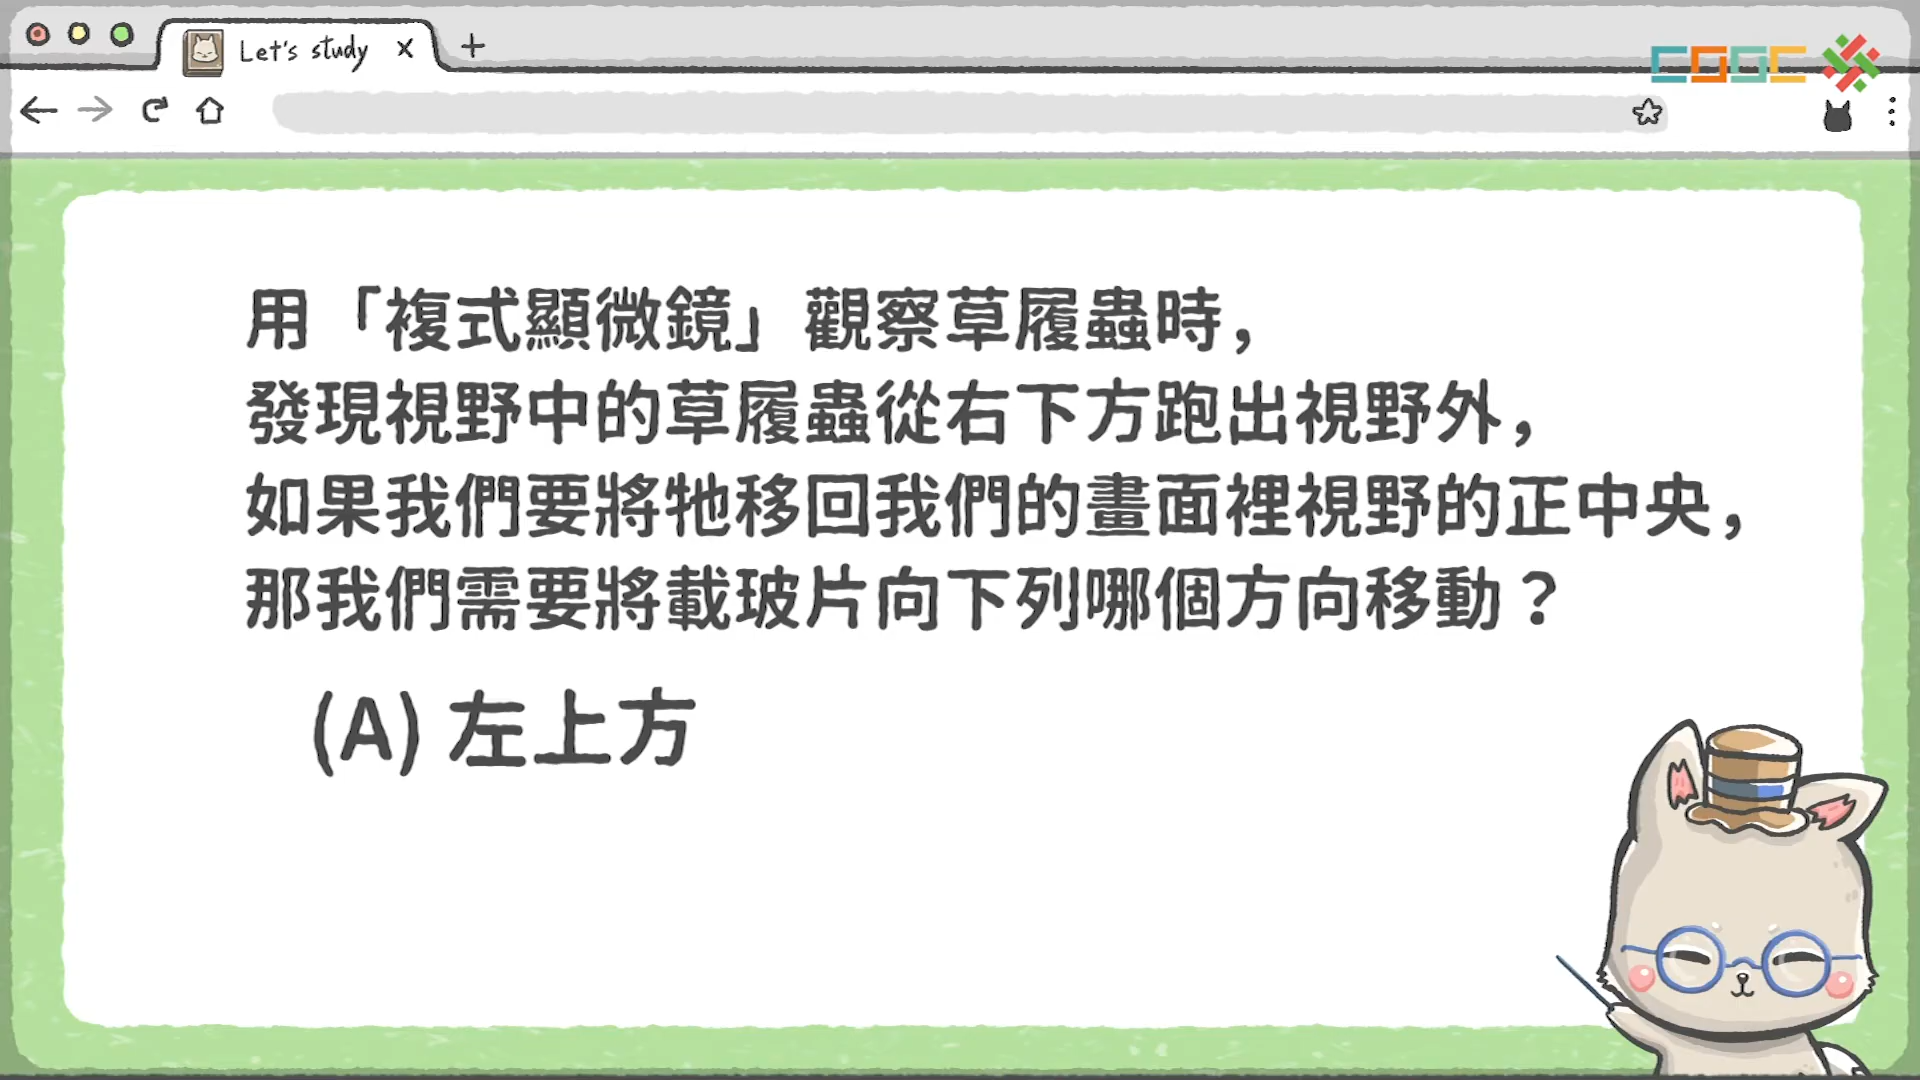 Let's study
CGGC
用「複式顯微鏡」觀察草履蟲時，
發現視野中的草履蟲從右下方跑出視野外，
如果我們要將牠移回我們的畫面裡視野的正中央，
那我們需要將載玻片向下列哪個方向移動？
(A) 左上方